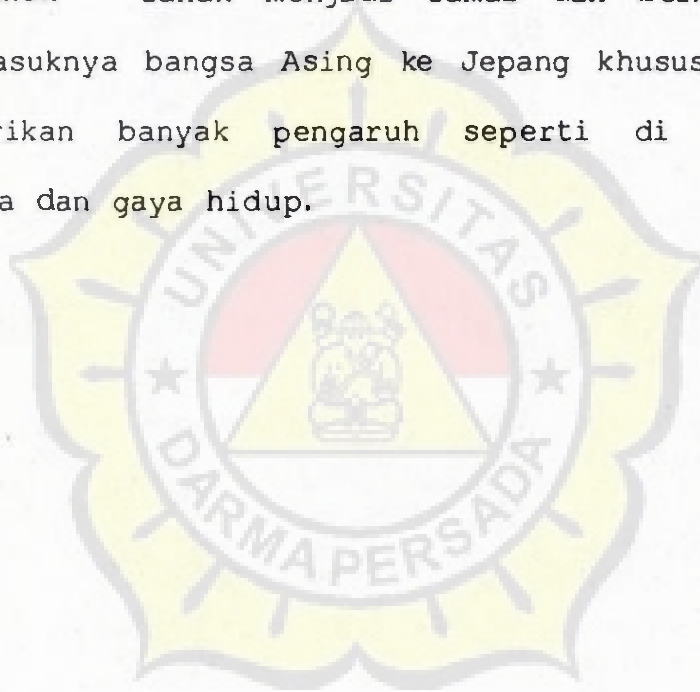 asuknya bangsa Asing ke Jepang khusus
rikan banyak pengaruh seperti di
a dan gaya hidup.
UNIVERSITAS
DARMA PERSADA